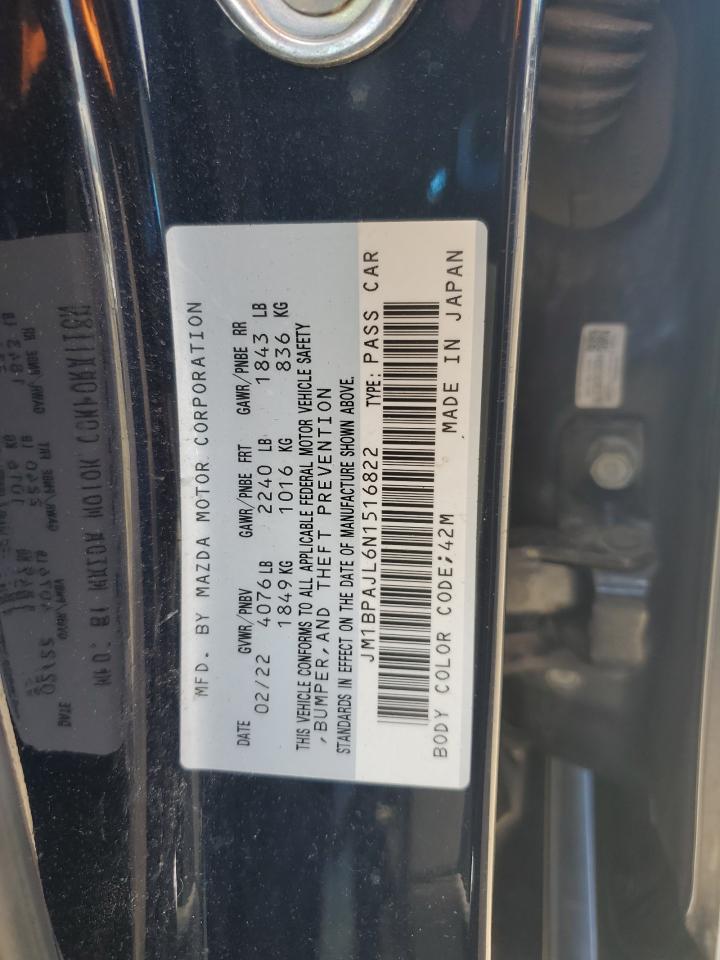 MFD. BY MAZDA MOTOR CORPORATION
DATE GVWR/PNBV GAWR/PNBE FRT GAWR/PNBE RR
02/22 4076 LB 2240 LB 1843 LB
1849 KG 1016 KG 836 KG
THIS VEHICLE CONFORMS TO ALL APPLICABLE FEDERAL MOTOR VEHICLE SAFETY
,BUMPER,AND THEFT PREVENTION
STANDARDS IN EFFECT ON THE DATE OF MANUFACTURE SHOWN ABOVE.
JM1BPAJL6N1516822 TYPE: PASS CAR
BODY COLOR CODE;42M MADE IN JAPAN